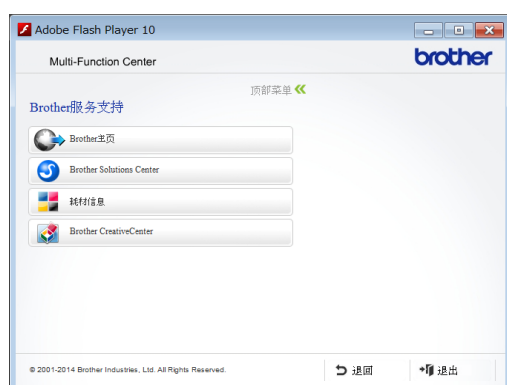 Adobe Flash Player 10
Multi-Function Center
brother
顶部菜单
Brother服务支持
Brother主页
Brother Solutions Center
耗材信息
Brother CreativeCenter
© 2001-2014 Brother Industries, Ltd. All Rights Reserved.
退回
退出